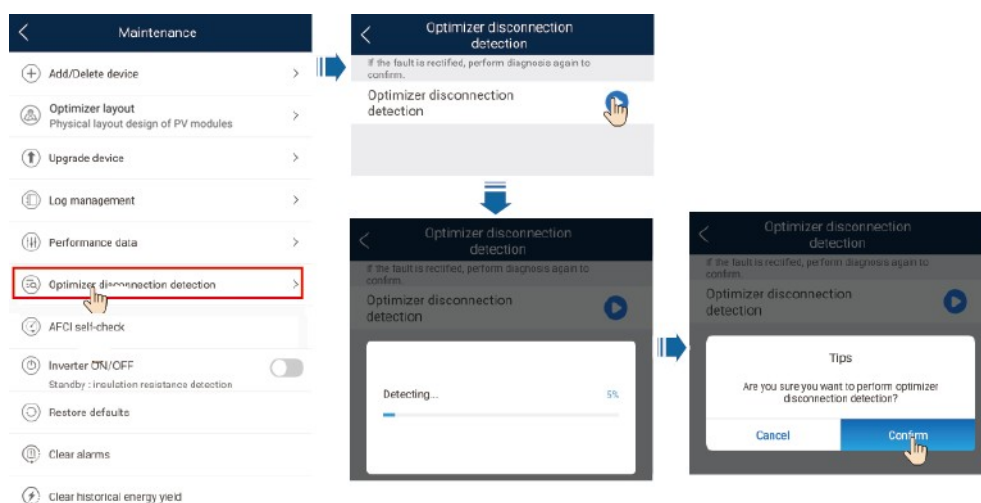 Maintenance
Add/Delete device
Optimizer layout
Physical layout design of PV modules
Upgrade device
Log management
Performance data
Optimizer disconnection detection
AFCI self-check
Inverter ON/OFF
Standby : insulation resistance detection
Restore defaults
Clear alarms
Clear historical energy yield
Optimizer disconnection
detection
If the fault is rectified, perform diagnosis again to
confirm.
Optimizer disconnection
detection
Optimizer disconnection
detection
If the fault is rectified, perform diagnosis again to
confirm.
Optimizer disconnection
detection
Detecting... 5%
Optimizer disconnection
detection
If the fault is rectified, perform diagnosis again to
confirm.
Optimizer disconnection
detection
Tips
Are you sure you want to perform optimizer
disconnection detection?
Cancel Confirm